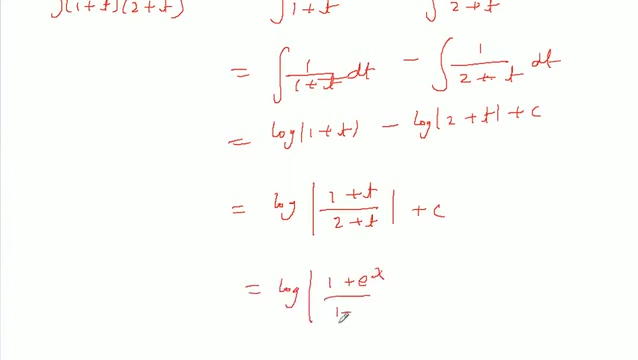 ∫(1+t)(2+t) ∫1+t ∫2+t
= ∫ 1/(1+t) dt − ∫ 1/(2+t) dt
= log|1+t) − log|2+t|+c
= log |(1+t)/(2+t)| +c
= log |(1+e^x)/1